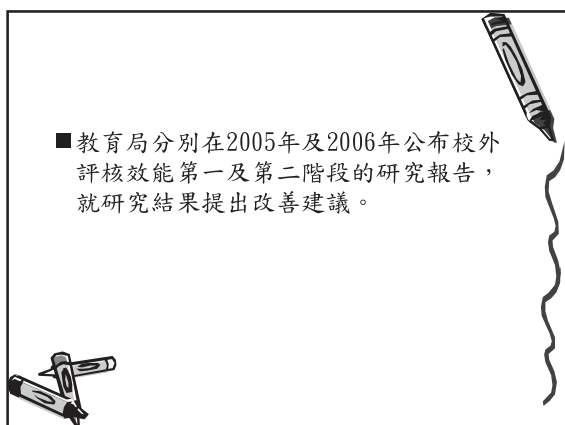 ■教育局分別在2005年及2006年公布校外
評核效能第一及第二階段的研究報告，
就研究結果提出改善建議。